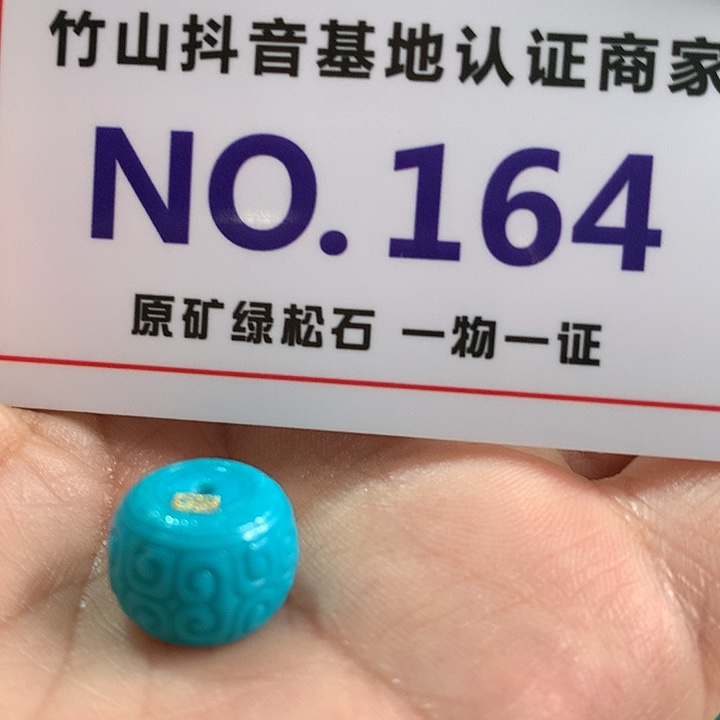 竹山抖音基地认证商家
NO. 164
原矿绿松石 一物一证